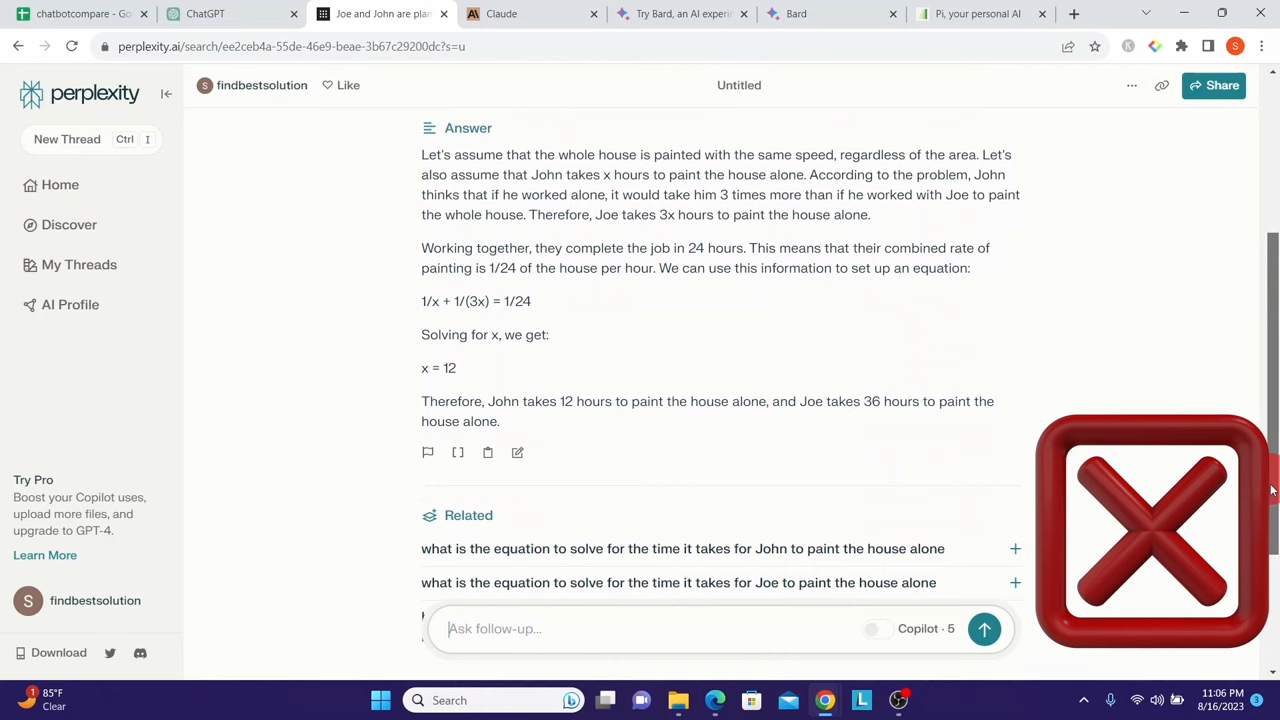 chatbotcompare - Go
ChatGPT
Joe and John are plan
Claude
Try Bard, an AI experi
Bard
Pi, your personal AI
perplexity.ai/search/ee2ceb4a-55de-46e9-beae-3b67c29200dc?s=u
K
S
perplexity
New Thread Ctrl I
Home
Discover
My Threads
AI Profile
Try Pro
Boost your Copilot uses,
upload more files, and
upgrade to GPT-4.
Learn More
S findbestsolution
Download
S findbestsolution Like
Untitled
Share
Answer
Let's assume that the whole house is painted with the same speed, regardless of the area. Let's
also assume that John takes x hours to paint the house alone. According to the problem, John
thinks that if he worked alone, it would take him 3 times more than if he worked with Joe to paint
the whole house. Therefore, Joe takes 3x hours to paint the house alone.
Working together, they complete the job in 24 hours. This means that their combined rate of
painting is 1/24 of the house per hour. We can use this information to set up an equation:
1/x + 1/(3x) = 1/24
Solving for x, we get:
x = 12
Therefore, John takes 12 hours to paint the house alone, and Joe takes 36 hours to paint the
house alone.
Related
what is the equation to solve for the time it takes for John to paint the house alone
what is the equation to solve for the time it takes for Joe to paint the house alone
Ask follow-up...
Copilot · 5
1
85°F
Clear
Search
L
11:06 PM
8/16/2023
3